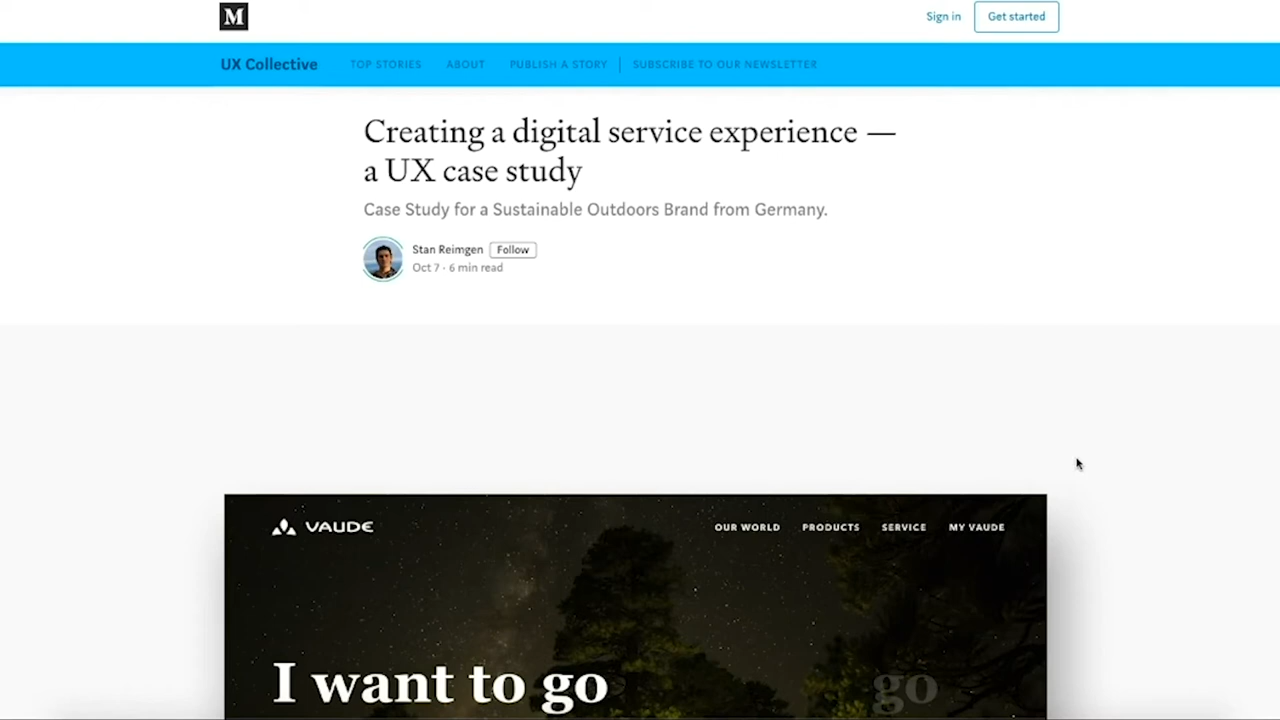 M
Sign in Get started
UX Collective TOP STORIES ABOUT PUBLISH A STORY SUBSCRIBE TO OUR NEWSLETTER
Creating a digital service experience —
a UX case study
Case Study for a Sustainable Outdoors Brand from Germany.
Stan Reimgen Follow
Oct 7 · 6 min read
VAUDE OUR WORLD PRODUCTS SERVICE MY VAUDE
I want to go go